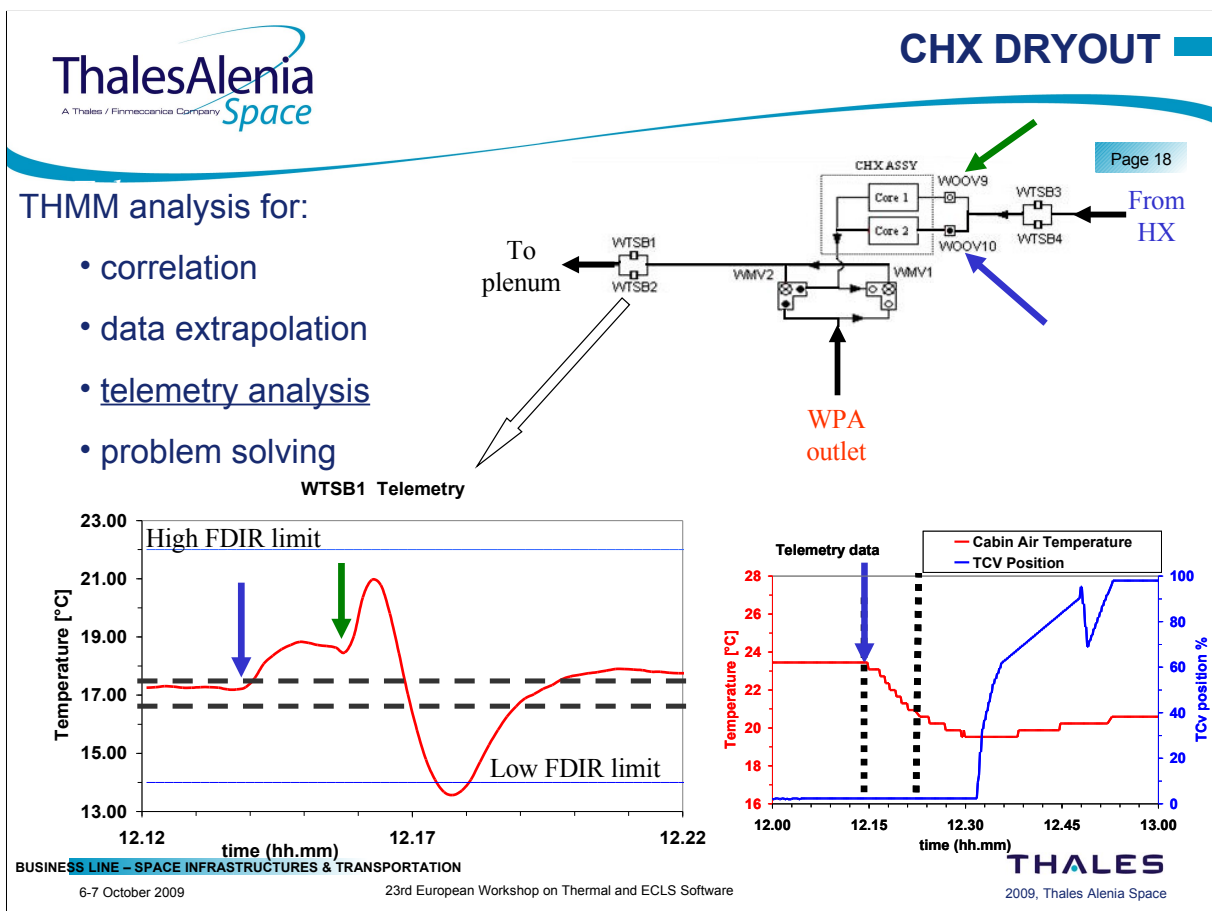 ThalesAlenia
A Thales / Finmeccanica Company
Space
CHX DRYOUT
Page 18
THMM analysis for:
• correlation
• data extrapolation
• telemetry analysis
• problem solving
CHX ASSY
Core 1
Core 2
WOOV9
WOOV10
WTSB3
WTSB4
From
HX
To
plenum
WTSB1
WTSB2
WMV2
WMV1
WPA
outlet
WTSB1 Telemetry
High FDIR limit
Low FDIR limit
Temperature [°C]
23.00
21.00
19.00
17.00
15.00
13.00
12.12
12.17
12.22
time (hh.mm)
Telemetry data
Cabin Air Temperature
TCV Position
Temperature [°C]
28
26
24
22
20
18
16
100
80
60
40
20
0
TCv position %
12.00
12.15
12.30
12.45
13.00
time (hh.mm)
BUSINESS LINE – SPACE INFRASTRUCTURES & TRANSPORTATION
6-7 October 2009
23rd European Workshop on Thermal and ECLS Software
THALES
2009, Thales Alenia Space